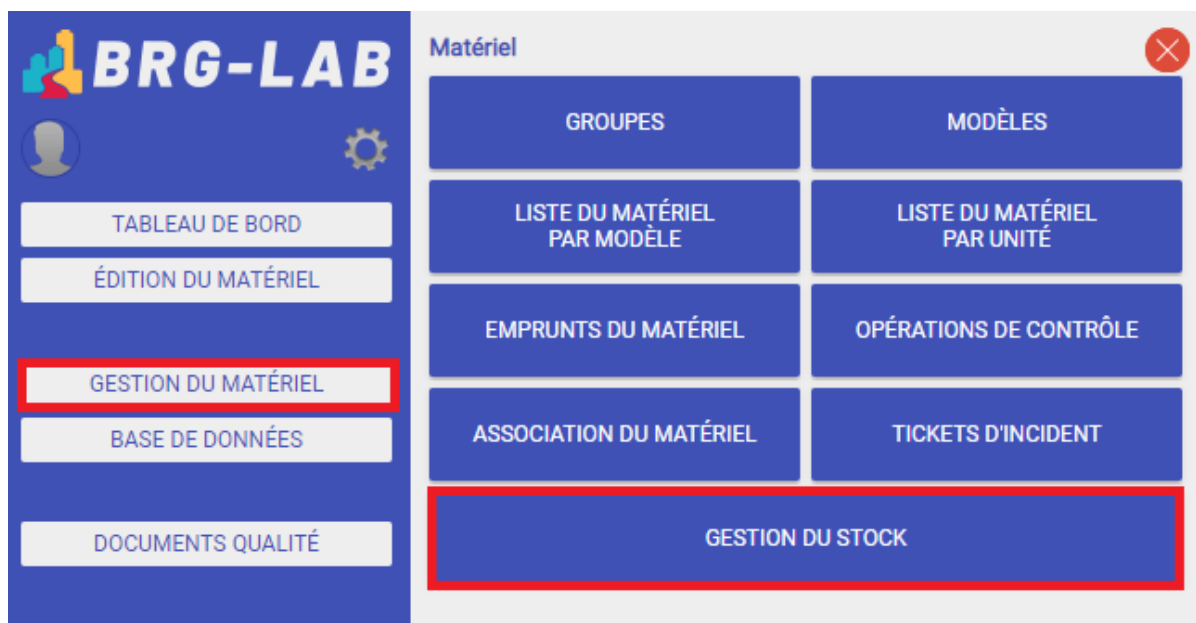 BRG-LAB
TABLEAU DE BORD
ÉDITION DU MATÉRIEL
GESTION DU MATÉRIEL
BASE DE DONNÉES
DOCUMENTS QUALITÉ
Matériel
GROUPES
MODÈLES
LISTE DU MATÉRIEL
PAR MODÈLE
LISTE DU MATÉRIEL
PAR UNITÉ
EMPRUNTS DU MATÉRIEL
OPÉRATIONS DE CONTRÔLE
ASSOCIATION DU MATÉRIEL
TICKETS D'INCIDENT
GESTION DU STOCK